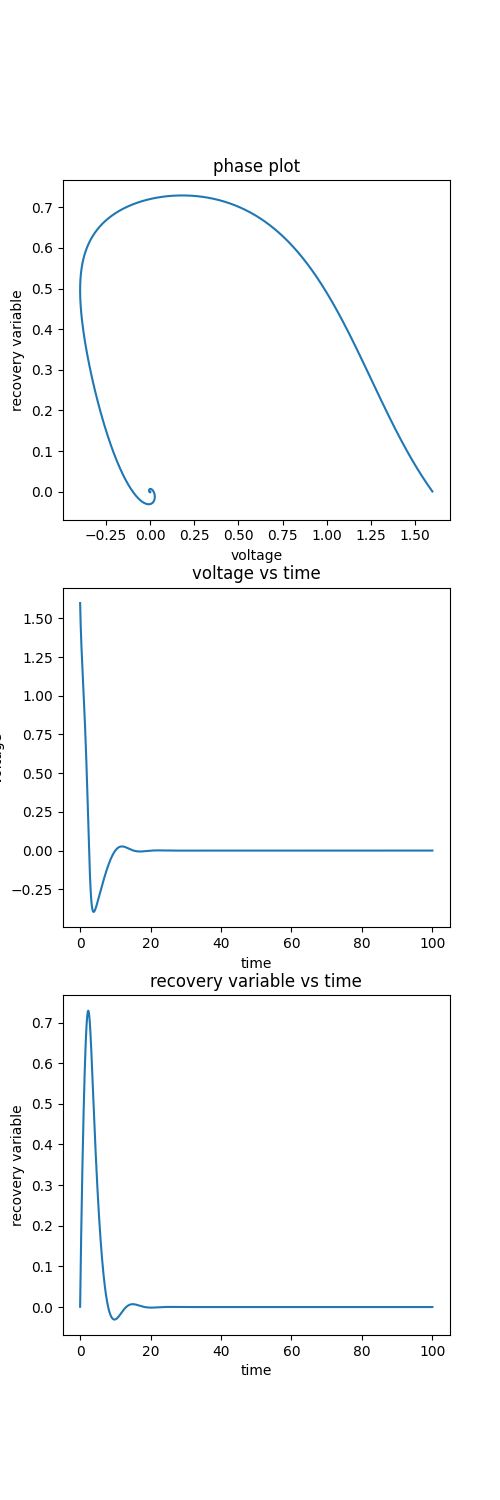 phase plot
0.7
0.6
0.5
0.4
0.3
0.2
0.1
0.0
recovery variable
−0.25 0.00 0.25 0.50 0.75 1.00 1.25 1.50
voltage
voltage vs time
1.50
1.25
1.00
0.75
0.50
0.25
0.00
−0.25
0 20 40 60 80 100
time
recovery variable vs time
0.7
0.6
0.5
0.4
0.3
0.2
0.1
0.0
recovery variable
0 20 40 60 80 100
time